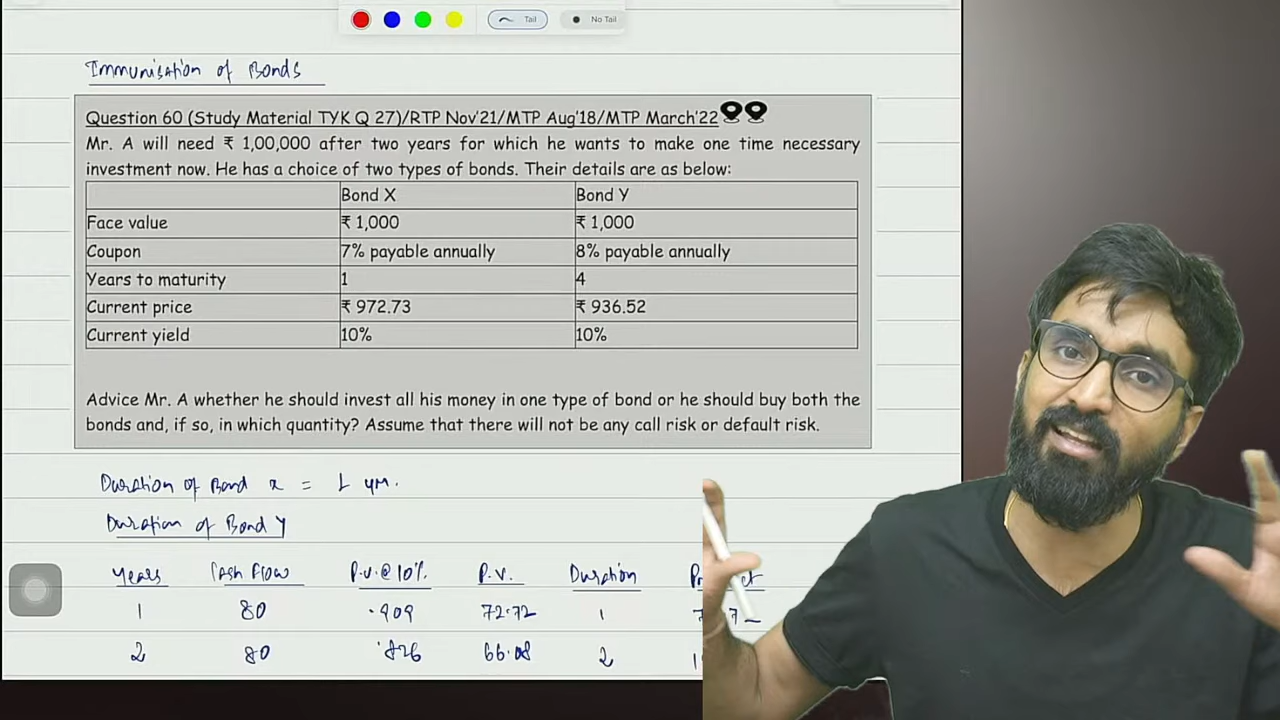 Tail
No Tail
Immunisation of Bonds
Question 60 (Study Material TYK Q 27)/RTP Nov'21/MTP Aug'18/MTP March'22
Mr. A will need ₹ 1,00,000 after two years for which he wants to make one time necessary
investment now. He has a choice of two types of bonds. Their details are as below:
Bond X Bond Y
Face value ₹ 1,000 ₹ 1,000
Coupon 7% payable annually 8% payable annually
Years to maturity 1 4
Current price ₹ 972.73 ₹ 936.52
Current yield 10% 10%
Advice Mr. A whether he should invest all his money in one type of bond or he should buy both the
bonds and, if so, in which quantity? Assume that there will not be any call risk or default risk.
Duration of Bond x = 1 yr.
Duration of Bond Y
Years Cash Flow P.V.@10% P.V. Duration
1 80 .909 72.72 1
2 80 .826 66.08 2